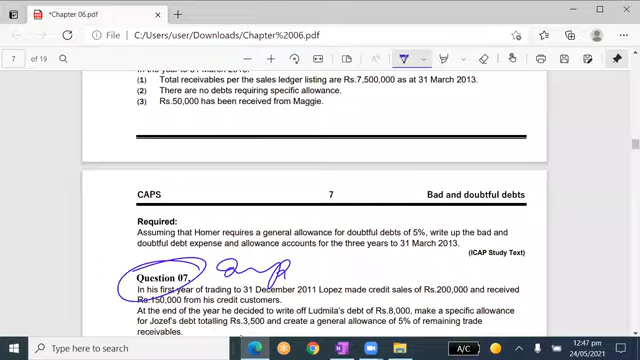 *Chapter 06.pdf
C:/Users/user/Downloads/Chapter%2006.pdf
7 of 19
(1) Total receivables per the sales ledger listing are Rs.7,500,000 as at 31 March 2013.
(2) There are no debts requiring specific allowance.
(3) Rs.50,000 has been received from Maggie.
CAPS 7 Bad and doubtful debts
Required:
Assuming that Homer requires a general allowance for doubtful debts of 5%, write up the bad and
doubtful debt expense and allowance accounts for the three years to 31 March 2013.
(ICAP Study Text)
Question 07.
In his first year of trading to 31 December 2011 Lopez made credit sales of Rs.200,000 and received
Rs.150,000 from his credit customers.
At the end of the year he decided to write off Ludmila's debt of Rs.8,000, make a specific allowance
for Jozef's debt totalling Rs.3,500 and create a general allowance of 5% of remaining trade
receivables.
Type here to search
A/C
12:47 pm
24/05/2021